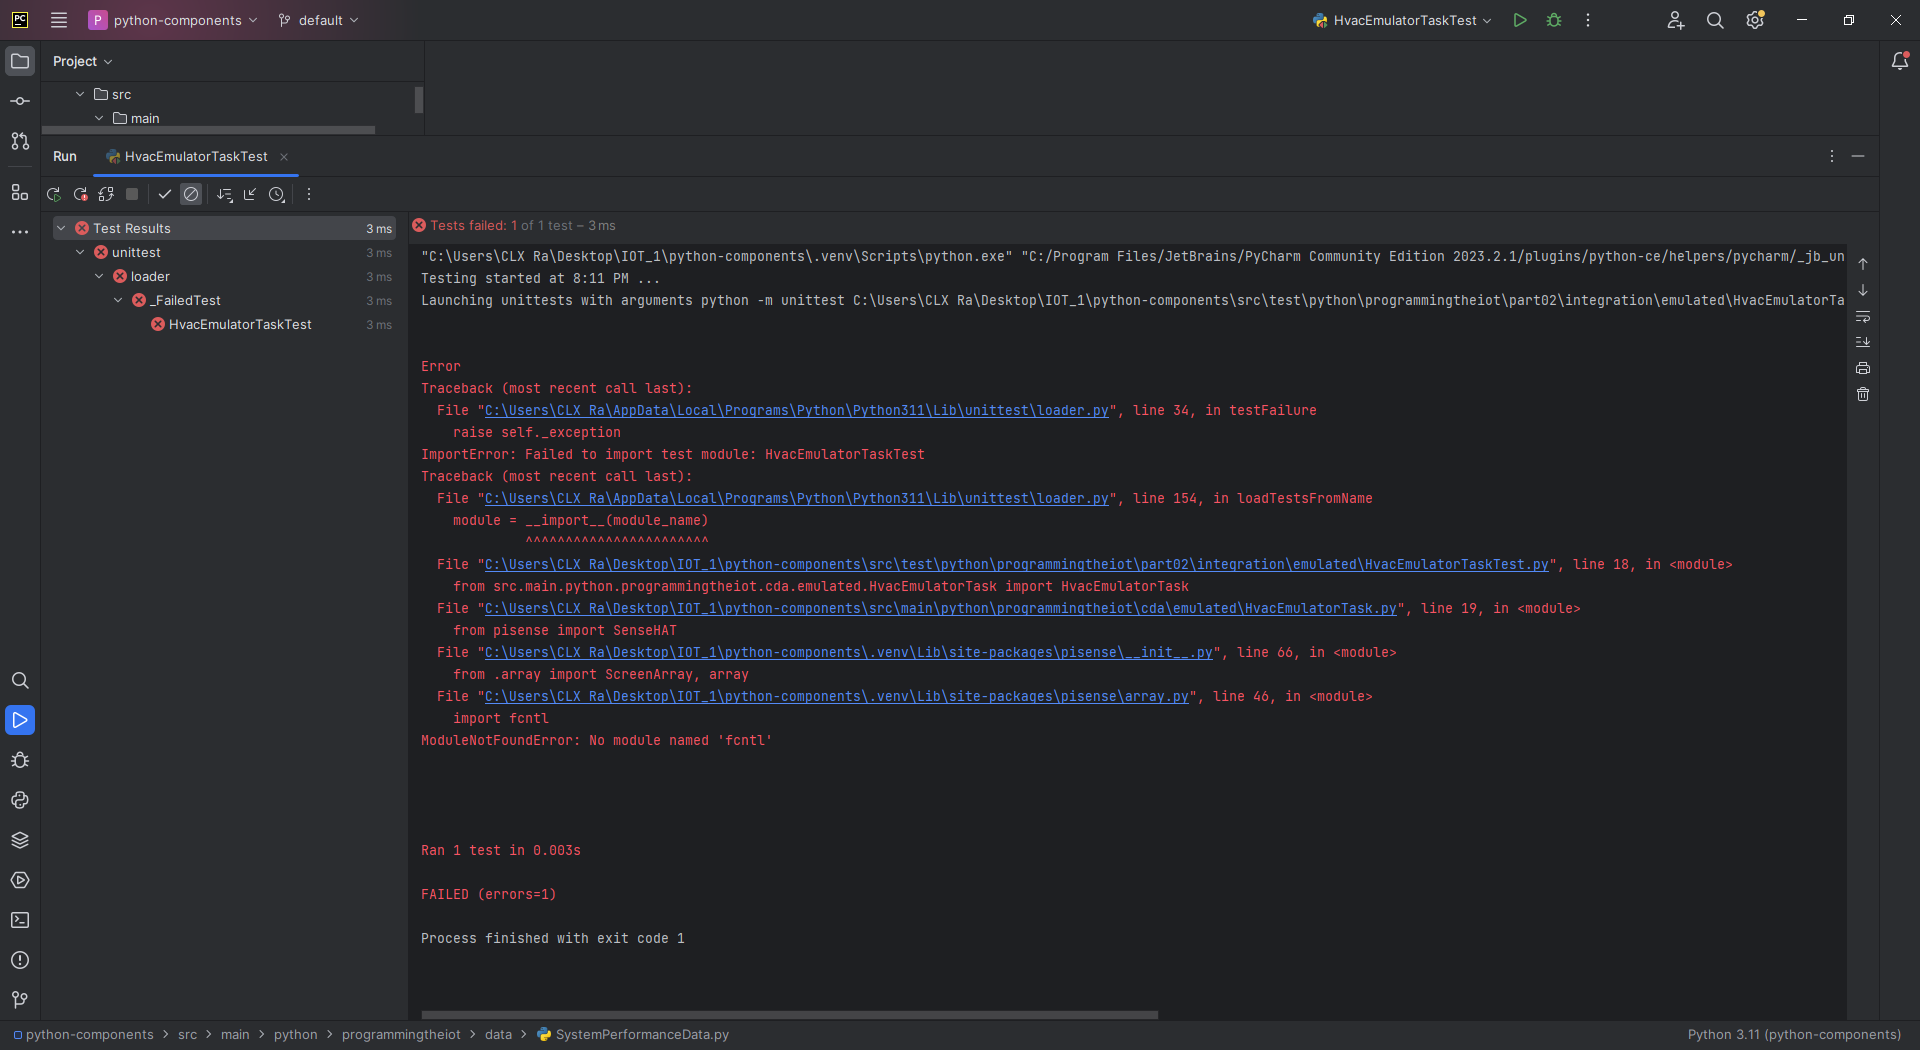 PC
P python-components
default
HvacEmulatorTaskTest
Project
src
main
Run
HvacEmulatorTaskTest
Test Results 3 ms
unittest 3 ms
loader 3 ms
_FailedTest 3 ms
HvacEmulatorTaskTest 3 ms
Tests failed: 1 of 1 test – 3 ms
"C:\Users\CLX Ra\Desktop\IOT_1\python-components\.venv\Scripts\python.exe" "C:/Program Files/JetBrains/PyCharm Community Edition 2023.2.1/plugins/python-ce/helpers/pycharm/_jb_un
Testing started at 8:11 PM ...
Launching unittests with arguments python -m unittest C:\Users\CLX Ra\Desktop\IOT_1\python-components\src\test\python\programmingtheiot\part02\integration\emulated\HvacEmulatorTa
Error
Traceback (most recent call last):
File "C:\Users\CLX Ra\AppData\Local\Programs\Python\Python311\Lib\unittest\loader.py", line 34, in testFailure
raise self._exception
ImportError: Failed to import test module: HvacEmulatorTaskTest
Traceback (most recent call last):
File "C:\Users\CLX Ra\AppData\Local\Programs\Python\Python311\Lib\unittest\loader.py", line 154, in loadTestsFromName
module = __import__(module_name)
^^^^^^^^^^^^^^^^^^^^^^^
File "C:\Users\CLX Ra\Desktop\IOT_1\python-components\src\test\python\programmingtheiot\part02\integration\emulated\HvacEmulatorTaskTest.py", line 18, in <module>
from src.main.python.programmingtheiot.cda.emulated.HvacEmulatorTask import HvacEmulatorTask
File "C:\Users\CLX Ra\Desktop\IOT_1\python-components\src\main\python\programmingtheiot\cda\emulated\HvacEmulatorTask.py", line 19, in <module>
from pisense import SenseHAT
File "C:\Users\CLX Ra\Desktop\IOT_1\python-components\.venv\Lib\site-packages\pisense\__init__.py", line 66, in <module>
from .array import ScreenArray, array
File "C:\Users\CLX Ra\Desktop\IOT_1\python-components\.venv\Lib\site-packages\pisense\array.py", line 46, in <module>
import fcntl
ModuleNotFoundError: No module named 'fcntl'
Ran 1 test in 0.003s
FAILED (errors=1)
Process finished with exit code 1
python-components > src > main > python > programmingtheiot > data > SystemPerformanceData.py
Python 3.11 (python-components)